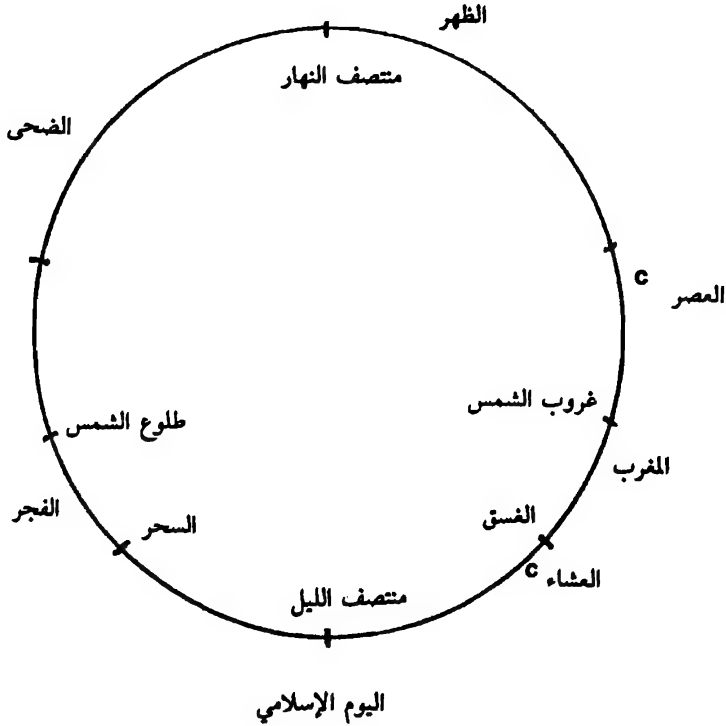 الظهر
منتصف النهار
الضحى
c
العصر
غروب الشمس
طلوع الشمس
المغرب
الفجر
السحر
الغسق
c العشاء
منتصف الليل
اليوم الإسلامي